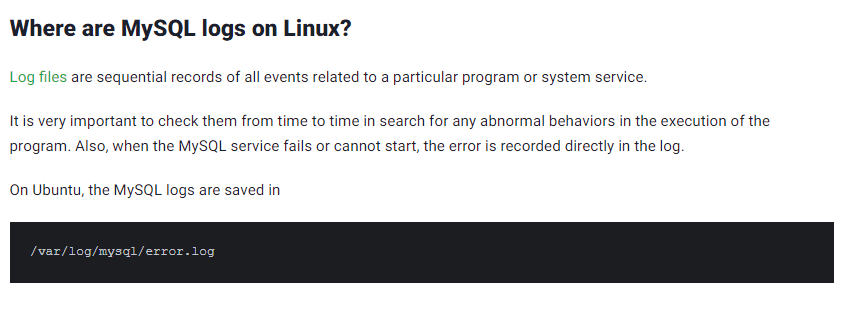 Where are MySQL logs on Linux?
Log files are sequential records of all events related to a particular program or system service.
It is very important to check them from time to time in search for any abnormal behaviors in the execution of the
program. Also, when the MySQL service fails or cannot start, the error is recorded directly in the log.
On Ubuntu, the MySQL logs are saved in
/var/log/mysql/error.log